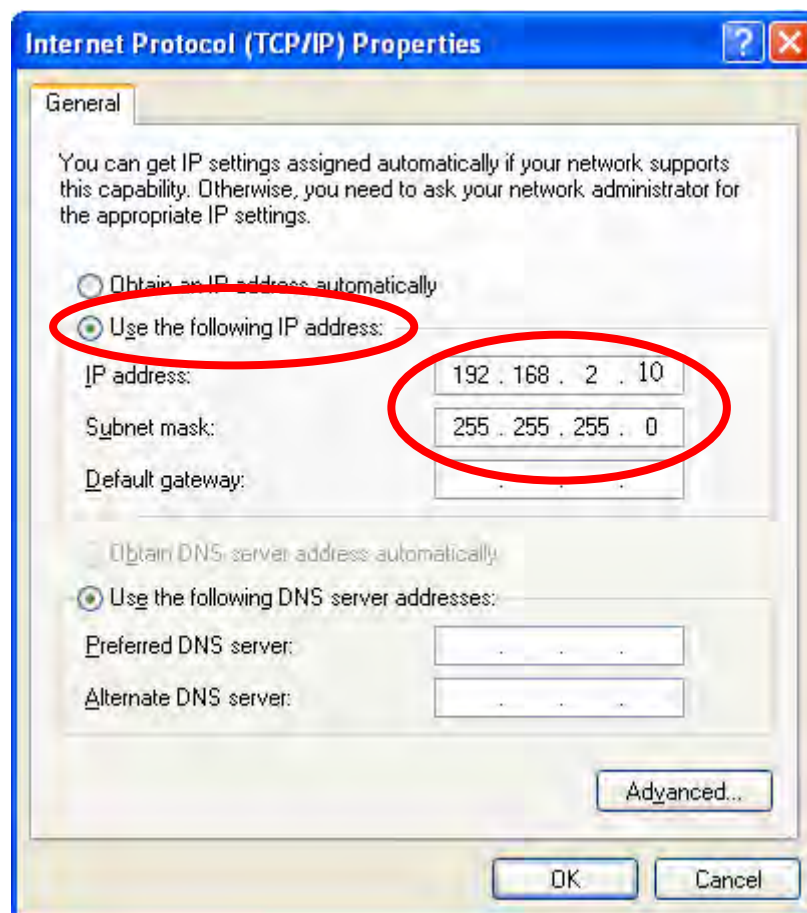 Internet Protocol (TCP/IP) Properties
General
You can get IP settings assigned automatically if your network supports
this capability. Otherwise, you need to ask your network administrator for
the appropriate IP settings.
Obtain an IP address automatically
Use the following IP address:
IP address: 192 . 168 . 2 . 10
Subnet mask: 255 . 255 . 255 . 0
Default gateway: . . .
Obtain DNS server address automatically
Use the following DNS server addresses:
Preferred DNS server: . . .
Alternate DNS server: . . .
Advanced...
OK Cancel